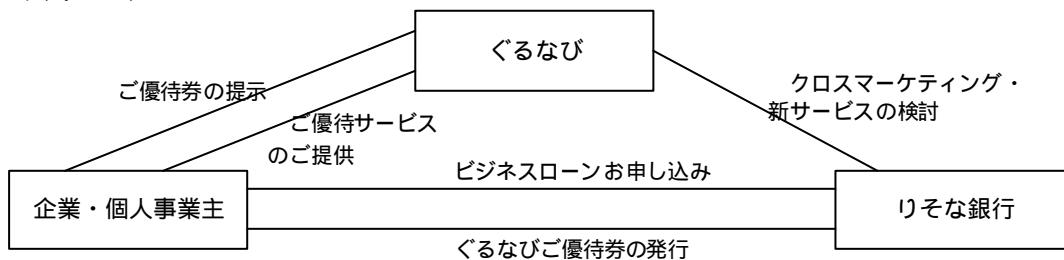 ぐるなび
ご優待券の提示
クロスマーケティング・
新サービスの検討
ご優待サービス
のご提供
ビジネスローンお申し込み
企業・個人事業主
りそな銀行
ぐるなびご優待券の発行